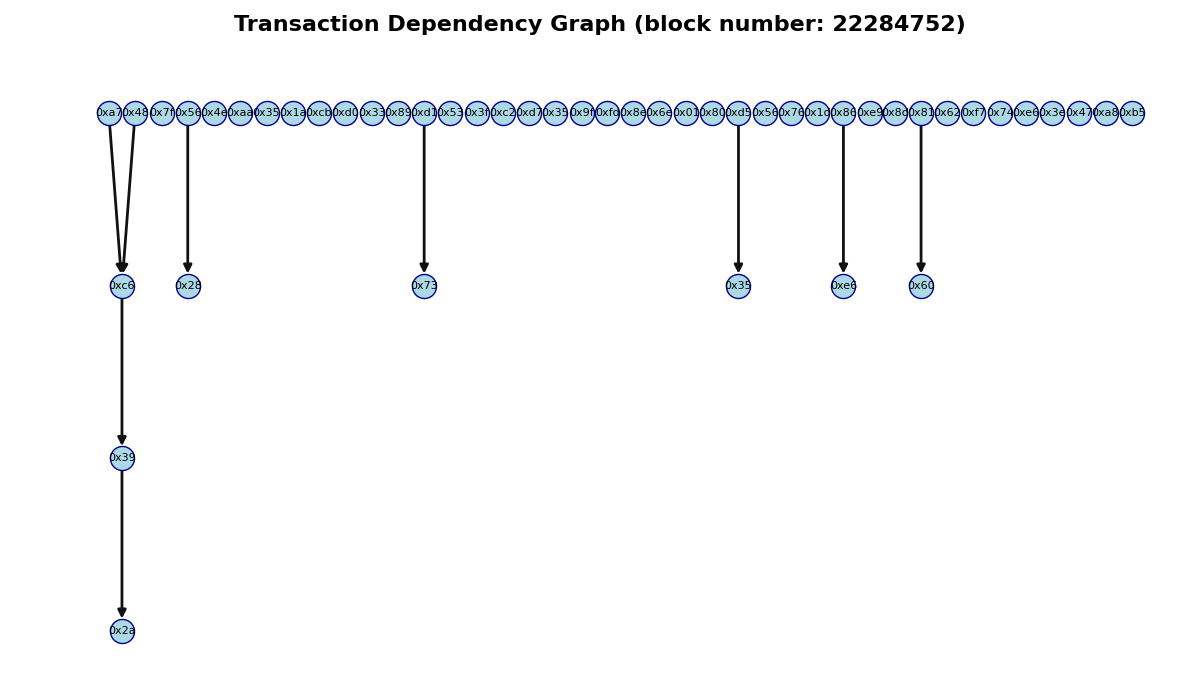 Transaction Dependency Graph (block number: 22284752)
0xa7 0x48 0x7f 0x56 0x4e 0xaa 0x35 0x1a 0xcb 0xd0 0x33 0x89 0xd1 0x53 0x3f 0xc2 0xd7 0x35 0x9f 0xfd 0x8e 0x6e 0x01 0x80 0xd5 0x56 0x76 0x1d 0x86 0xe9 0x8d 0x81 0x62 0xf7 0x74 0xe6 0x3e 0x47 0xa8 0xb5
0xc6 0x28 0x73 0x35 0xe6 0x60
0x39
0x2a